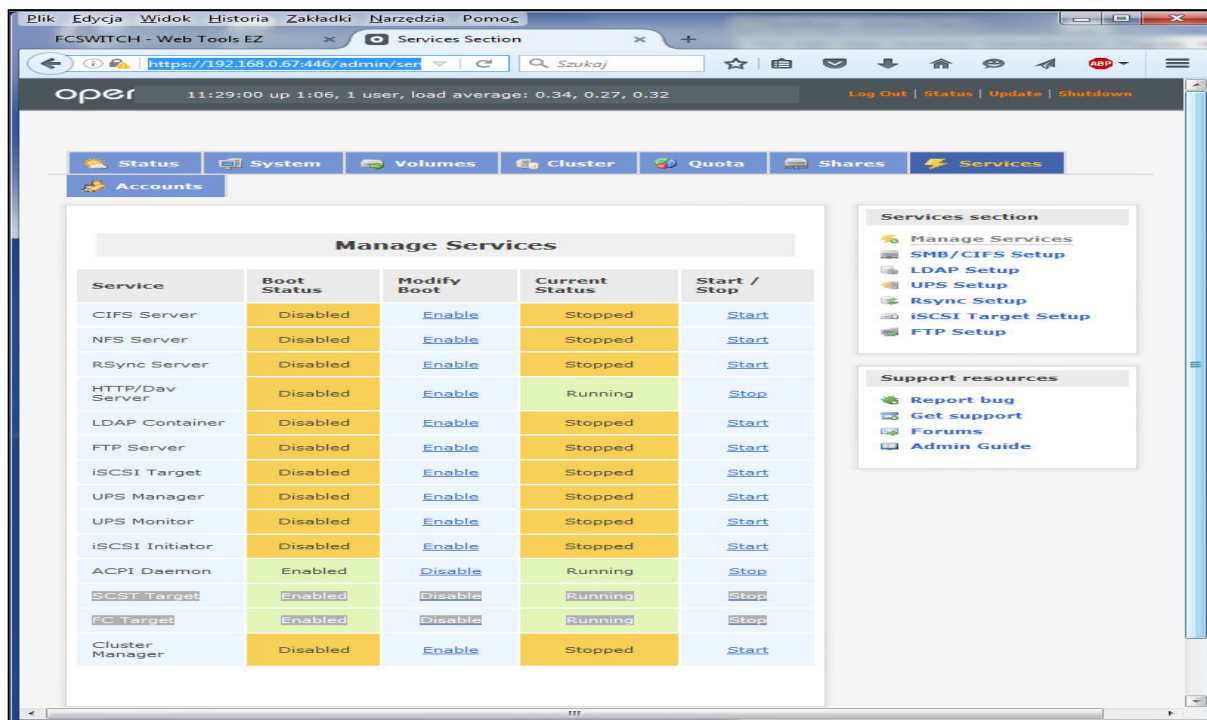 Plik Edycja Widok Historia Zakładki Narzędzia Pomoc
FCSWITCH - Web Tools EZ × Services Section × +
https://192.168.0.67:446/admin/ser Szukaj ABP
oper 11:29:00 up 1:06, 1 user, load average: 0.34, 0.27, 0.32 Log Out | Status | Update | Shutdown
Status System Volumes Cluster Quota Shares Services
Accounts
Manage Services
Service Boot Status Modify Boot Current Status Start / Stop
CIFS Server Disabled Enable Stopped Start
NFS Server Disabled Enable Stopped Start
RSync Server Disabled Enable Stopped Start
HTTP/Dav Server Disabled Enable Running Stop
LDAP Container Disabled Enable Stopped Start
FTP Server Disabled Enable Stopped Start
iSCSI Target Disabled Enable Stopped Start
UPS Manager Disabled Enable Stopped Start
UPS Monitor Disabled Enable Stopped Start
iSCSI Initiator Disabled Enable Stopped Start
ACPI Daemon Enabled Disable Running Stop
SCST Target Enabled Disable Running Stop
FC Target Enabled Disable Running Stop
Cluster Manager Disabled Enable Stopped Start
Services section
Manage Services
SMB/CIFS Setup
LDAP Setup
UPS Setup
Rsync Setup
iSCSI Target Setup
FTP Setup
Support resources
Report bug
Get support
Forums
Admin Guide